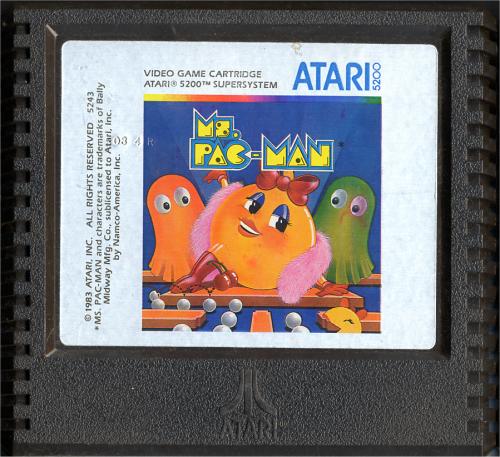 VIDEO GAME CARTRIDGE
ATARI® 5200™ SUPERSYSTEM
ATARI 5200
MS.
PAC-MAN*
© 1983 ATARI, INC. ALL RIGHTS RESERVED 5243
*MS. PAC-MAN and characters are trademarks of Bally
Midway Mfg. Co., sublicensed to Atari, Inc.
by Namco-America, Inc.
ATARI